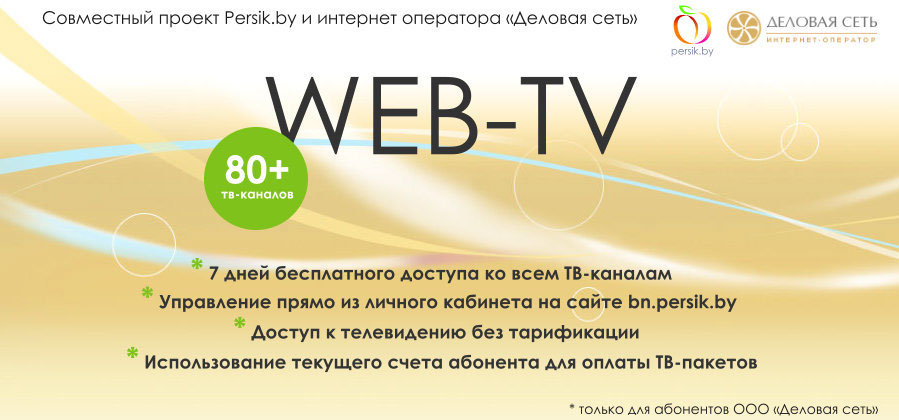 Совместный проект Persik.by и интернет оператора «Деловая сеть»
persik.by
ДЕЛОВАЯ СЕТЬ
ИНТЕРНЕТ-ОПЕРАТОР
WEB-TV
80+
тв-каналов
* 7 дней бесплатного доступа ко всем ТВ-каналам
* Управление прямо из личного кабинета на сайте bn.persik.by
* Доступ к телевидению без тарификации
* Использование текущего счета абонента для оплаты ТВ-пакетов
* только для абонентов ООО «Деловая сеть»